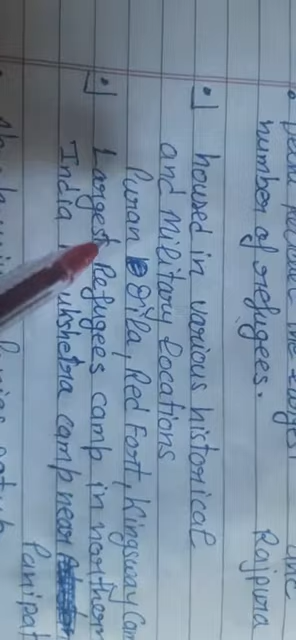 number of refugees.
Rajpura
• housed in various historical
and military locations
Puran Qila, Red Fort, Kingsway Cam
• Largest Refugees camp in northern
India ukshetra camp near
Panipat